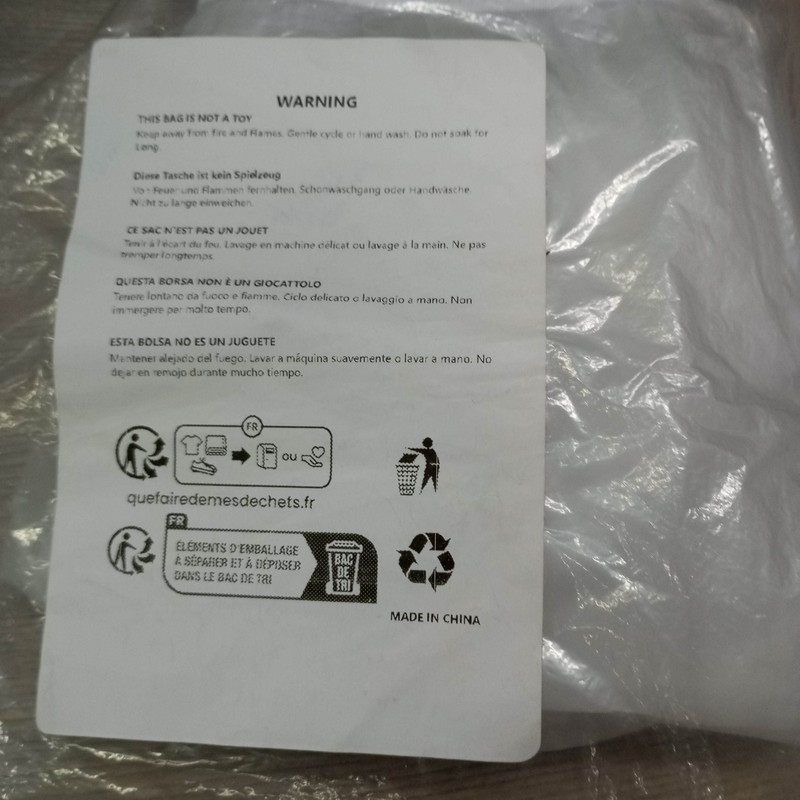 WARNING
THIS BAG IS NOT A TOY
Keep away from fire and Flames. Gentle cycle or hand wash. Do not soak for
Long.
Diese Tasche ist kein Spielzeug
Von Feuer und Flammen fernhalten. Schonwaschgang oder Handwäsche.
Nicht zu lange einweichen.
CE SAC N'EST PAS UN JOUET
Tenir à l'écart du feu. Lavage en machine délicat ou lavage à la main. Ne pas
tremper longtemps.
QUESTA BORSA NON È UN GIOCATTOLO
Tenere lontano da fuoco e fiamme. Ciclo delicato o lavaggio a mano. Non
immergere per molto tempo.
ESTA BOLSA NO ES UN JUGUETE
Mantener alejado del fuego. Lavar a máquina suavemente o lavar a mano. No
dejar en remojo durante mucho tiempo.
FR
ou
quefairedemesdechets.fr
FR
ÉLÉMENTS D'EMBALLAGE
À SÉPARER ET À DÉPOSER
DANS LE BAC DE TRI
BAC
DE
TRI
MADE IN CHINA